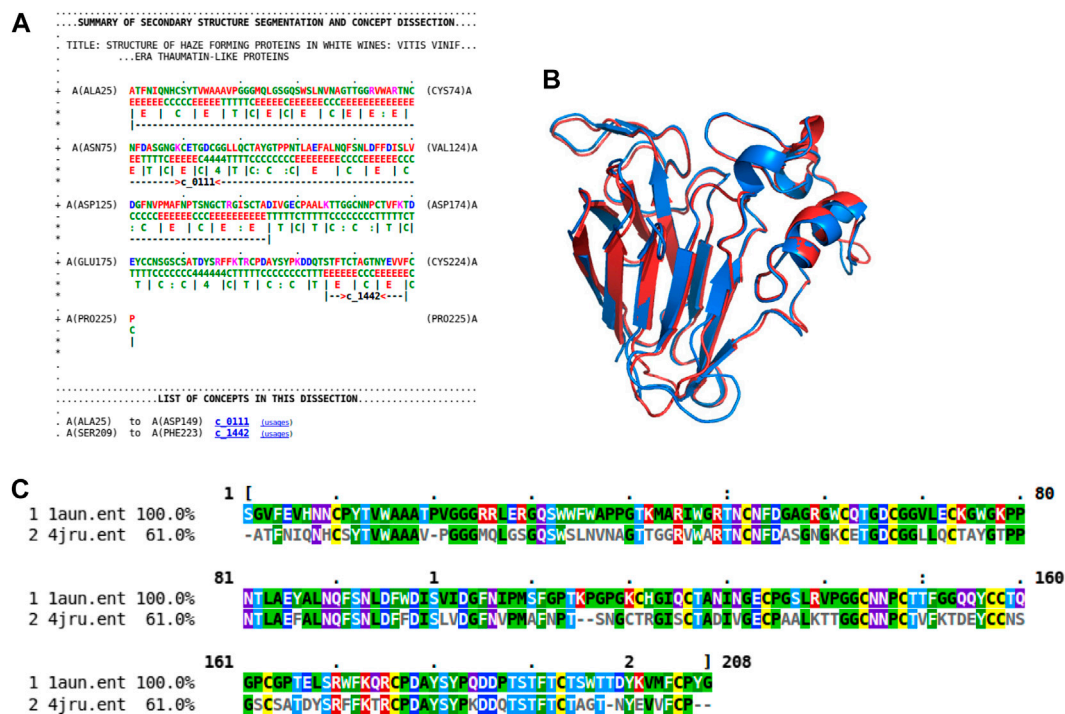 A
....SUMMARY OF SECONDARY STRUCTURE SEGMENTATION AND CONCEPT DISSECTION....
. TITLE: STRUCTURE OF HAZE FORMING PROTEINS IN WHITE WINES: VITIS VINIF...
. ...ERA THAUMATIN-LIKE PROTEINS
+ A(ALA25) ATFNIQNHCSYTVWAAAVPGGGMQLGSGQSWSLNVNAGTTGGRVWARTNC (CYS74)A
- EEEEEECCCCCEEEEETTTTTCEEEEECEEEEEECCCEEEEEEEEEEEEE
* | E | C | E | T |C| E |C| E | C |E | E : E |
* |-------------------------------------------------
+ A(ASN75) NFDASGNGKCETGDCGGLLQCTAYGTPPNTLAEFALNQFSNLDFFDISLV (VAL124)A
- EETTTTCEEEEEC4444TTTTCCCCCCCCEEEEEEEECCCCEEEEEECCC
* E |T |C| E |C| 4 |T |C: C :C| E | C | E | C
* -------->c_0111<---------------------------------
+ A(ASP125) DGFNVPMAFNPTSNGCTRGISCTADIVGECPAALKTTGGCNNPCTVFKTD (ASP174)A
- CCCCCEEEEEECCCEEEEEEEEEETTTTTCTTTTTCCCCCCCCTTTTTCT
* : C | E | C | E : E | T |C| T |C : C :| T |C|
* ------------------------|
+ A(GLU175) EYCCNSGSCSATDYSRFFKTRCPDAYSYPKDDQTSTFTCTAGTNYEVVFC (CYS224)A
- TTTTCCCCCCC444444CTTTTTCCCCCCCCCTTTEEEEEECCCEEEEEEC
* T | C : C | 4 |C| T | C : C |T | E |C | E |C
* |-->c_1442<---|
+ A(PRO225) P (PRO225)A
- C
* |
.................LIST OF CONCEPTS IN THIS DISSECTION....................
. A(ALA25) to A(ASP149) c_0111 (usages)
. A(SER209) to A(PHE223) c_1442 (usages)
B
C
1 [ . . . . : . . . 80
1 1aun.ent 100.0% SGVFEVHNNCPYTVWAAATPVGGGRRLERGQSWWFWAPPGTKMARIWGRTNCNFDGAGRGWCQTGDCGGVLECKGWGKPP
2 4jru.ent 61.0% -ATFNIQNHCSYTVWAAAV-PGGGMQLGSGQSWSLNVNAGTTGGRVWARTNCNFDASGNGKCETGDCGGLLQCTAYGTPP
81 . 1 . . . . : . 160
1 1aun.ent 100.0% NTLAEYALNQFSNLDFWDISVIDGFNIPMSFGPTKPGPGKCHGIQCTANINGECPGSLRVPGGCNNPCTTFGGQQYCCTQ
2 4jru.ent 61.0% NTLAEFALNQFSNLDFFDISLVDGFNVPMAFNPT--SNGCTRGISCTADIVGECPAALKTTGGCNNPCTVFKTDEYCCNS
161 . . . 2 ] 208
1 1aun.ent 100.0% GPCGPTELSRWFKQRCPDAYSYPQDDPTSTFTCTSWTTDYKVMFCPYG
2 4jru.ent 61.0% GSCSATDYSRFFKTRCPDAYSYPKDDQTSTFTCTAGT-NYEVVFCP--